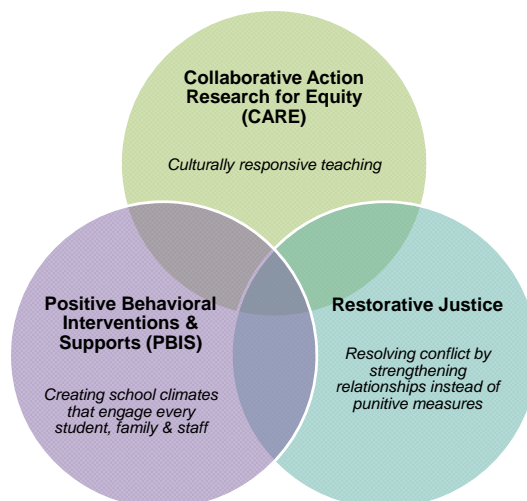 Collaborative Action
Research for Equity
(CARE)
Culturally responsive teaching
Positive Behavioral
Interventions &
Supports (PBIS)
Creating school climates
that engage every
student, family & staff
Restorative Justice
Resolving conflict by
strengthening
relationships instead of
punitive measures